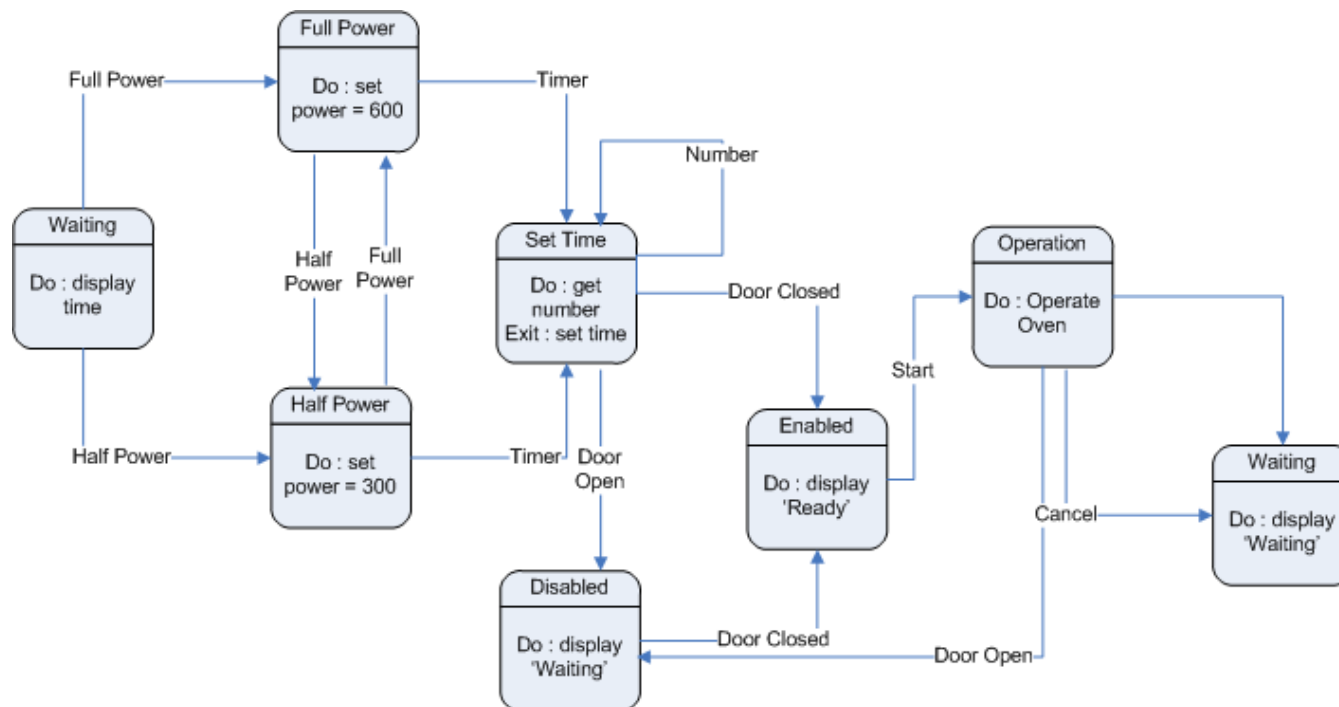 Full Power
Do : set
power = 600
Full Power
Timer
Number
Waiting
Do : display
time
Half
Power
Full
Power
Set Time
Do : get
number
Exit : set time
Operation
Do : Operate
Oven
Door Closed
Start
Half Power
Do : set
power = 300
Half Power
Timer
Door
Open
Enabled
Do : display
‘Ready’
Waiting
Do : display
‘Waiting’
Cancel
Disabled
Do : display
‘Waiting’
Door Closed
Door Open